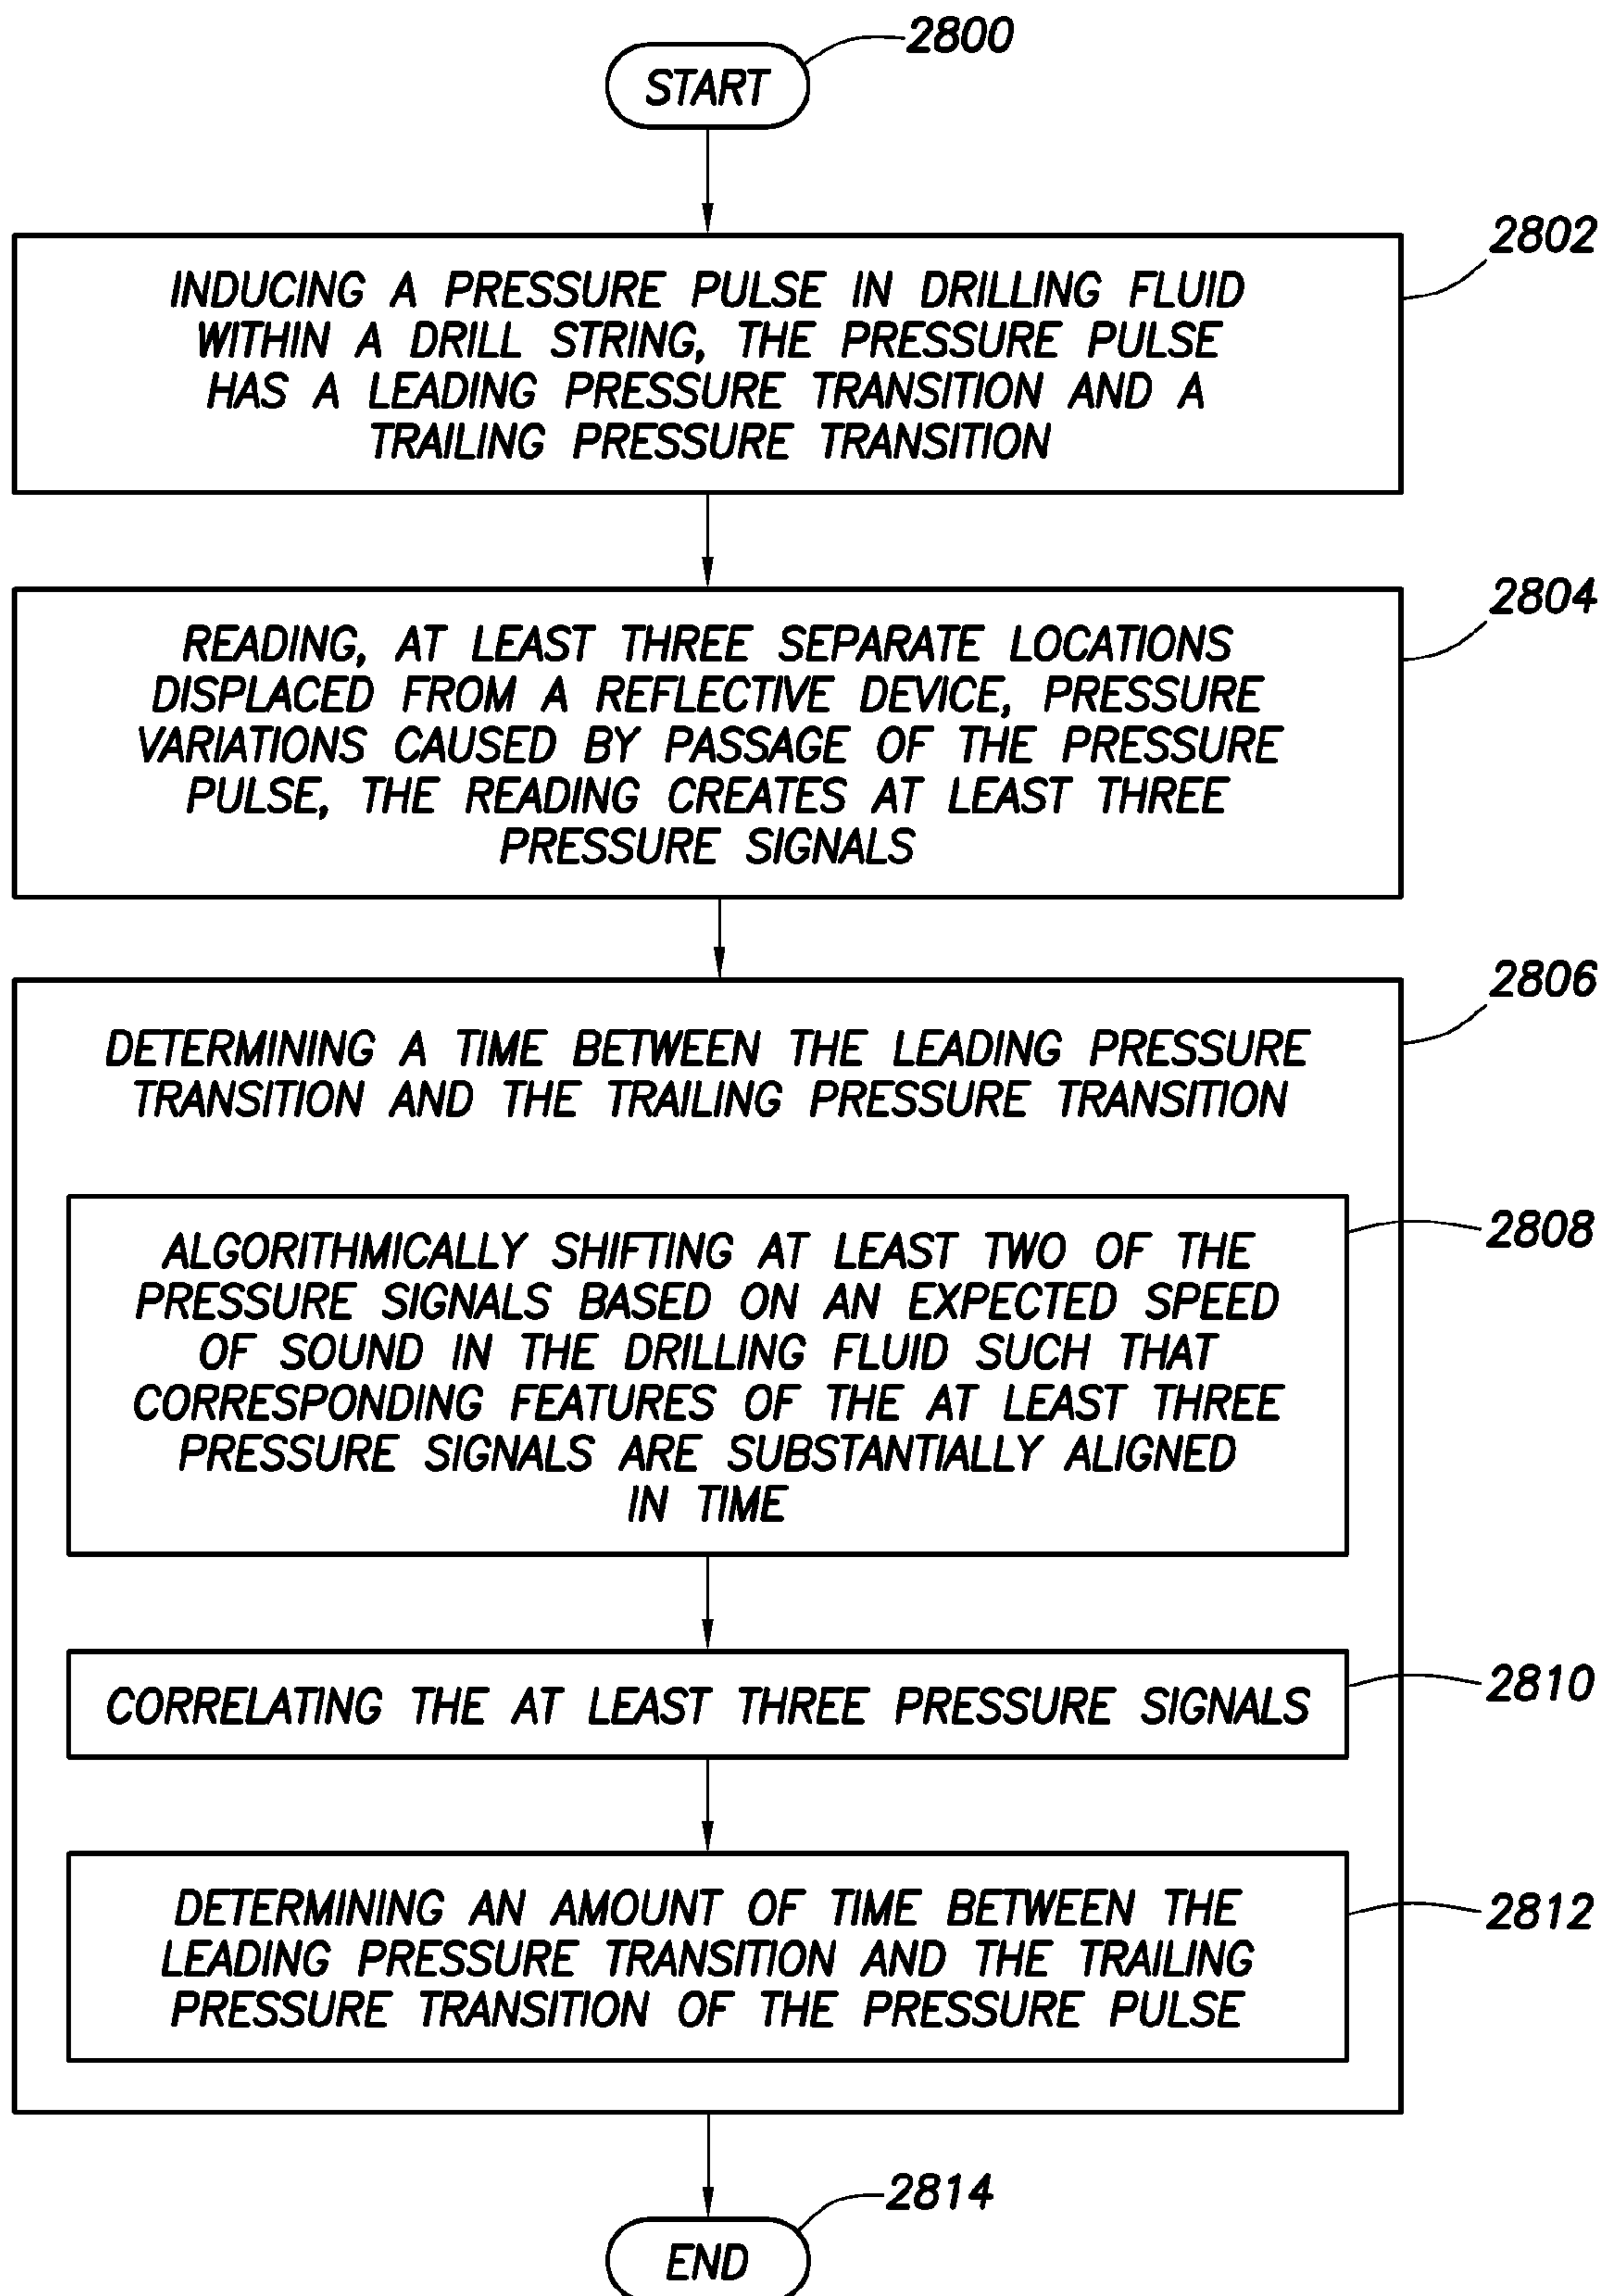 2800
START
2802
INDUCING A PRESSURE PULSE IN DRILLING FLUID
WITHIN A DRILL STRING, THE PRESSURE PULSE
HAS A LEADING PRESSURE TRANSITION AND A
TRAILING PRESSURE TRANSITION
2804
READING, AT LEAST THREE SEPARATE LOCATIONS
DISPLACED FROM A REFLECTIVE DEVICE, PRESSURE
VARIATIONS CAUSED BY PASSAGE OF THE PRESSURE
PULSE, THE READING CREATES AT LEAST THREE
PRESSURE SIGNALS
2806
DETERMINING A TIME BETWEEN THE LEADING PRESSURE
TRANSITION AND THE TRAILING PRESSURE TRANSITION
2808
ALGORITHMICALLY SHIFTING AT LEAST TWO OF THE
PRESSURE SIGNALS BASED ON AN EXPECTED SPEED
OF SOUND IN THE DRILLING FLUID SUCH THAT
CORRESPONDING FEATURES OF THE AT LEAST THREE
PRESSURE SIGNALS ARE SUBSTANTIALLY ALIGNED
IN TIME
2810
CORRELATING THE AT LEAST THREE PRESSURE SIGNALS
2812
DETERMINING AN AMOUNT OF TIME BETWEEN THE
LEADING PRESSURE TRANSITION AND THE TRAILING
PRESSURE TRANSITION OF THE PRESSURE PULSE
2814
END